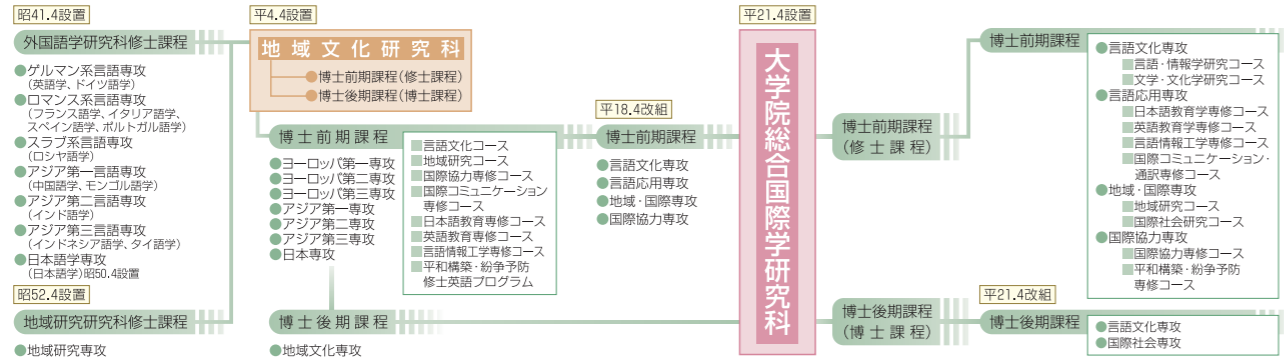 昭41.4設置
外国語学研究科修士課程
●ゲルマン系言語専攻
(英語学、ドイツ語学)
●ロマンス系言語専攻
(フランス語学、イタリア語学、
スペイン語学、ポルトガル語学)
●スラブ系言語専攻
(ロシヤ語学)
●アジア第一言語専攻
(中国語学、モンゴル語学)
●アジア第二言語専攻
(インド語学)
●アジア第三言語専攻
(インドネシア語学、タイ語学)
●日本語学専攻
(日本語学)昭50.4設置
昭52.4設置
地域研究研究科修士課程
●地域研究専攻
平4.4設置
地域文化研究科
●博士前期課程(修士課程)
●博士後期課程(博士課程)
博士前期課程
●ヨーロッパ第一専攻
●ヨーロッパ第二専攻
●ヨーロッパ第三専攻
●アジア第一専攻
●アジア第二専攻
●アジア第三専攻
●日本専攻
■言語文化コース
■地域研究コース
■国際協力専修コース
■国際コミュニケーション
専修コース
■日本語教育専修コース
■英語教育専修コース
■言語情報工学専修コース
■平和構築・紛争予防
修士英語プログラム
博士後期課程
●地域文化専攻
平18.4改組
博士前期課程
●言語文化専攻
●言語応用専攻
●地域・国際専攻
●国際協力専攻
平21.4設置
大学院総合国際学研究科
博士前期課程
(修士課程)
博士前期課程
●言語文化専攻
■言語・情報学研究コース
■文学・文化学研究コース
●言語応用専攻
■日本語教育学専修コース
■英語教育学専修コース
■言語情報工学専修コース
■国際コミュニケーション・
通訳専修コース
●地域・国際専攻
■地域研究コース
■国際社会研究コース
●国際協力専攻
■国際協力専修コース
■平和構築・紛争予防
専修コース
博士後期課程
(博士課程)
平21.4改組
博士後期課程
●言語文化専攻
●国際社会専攻